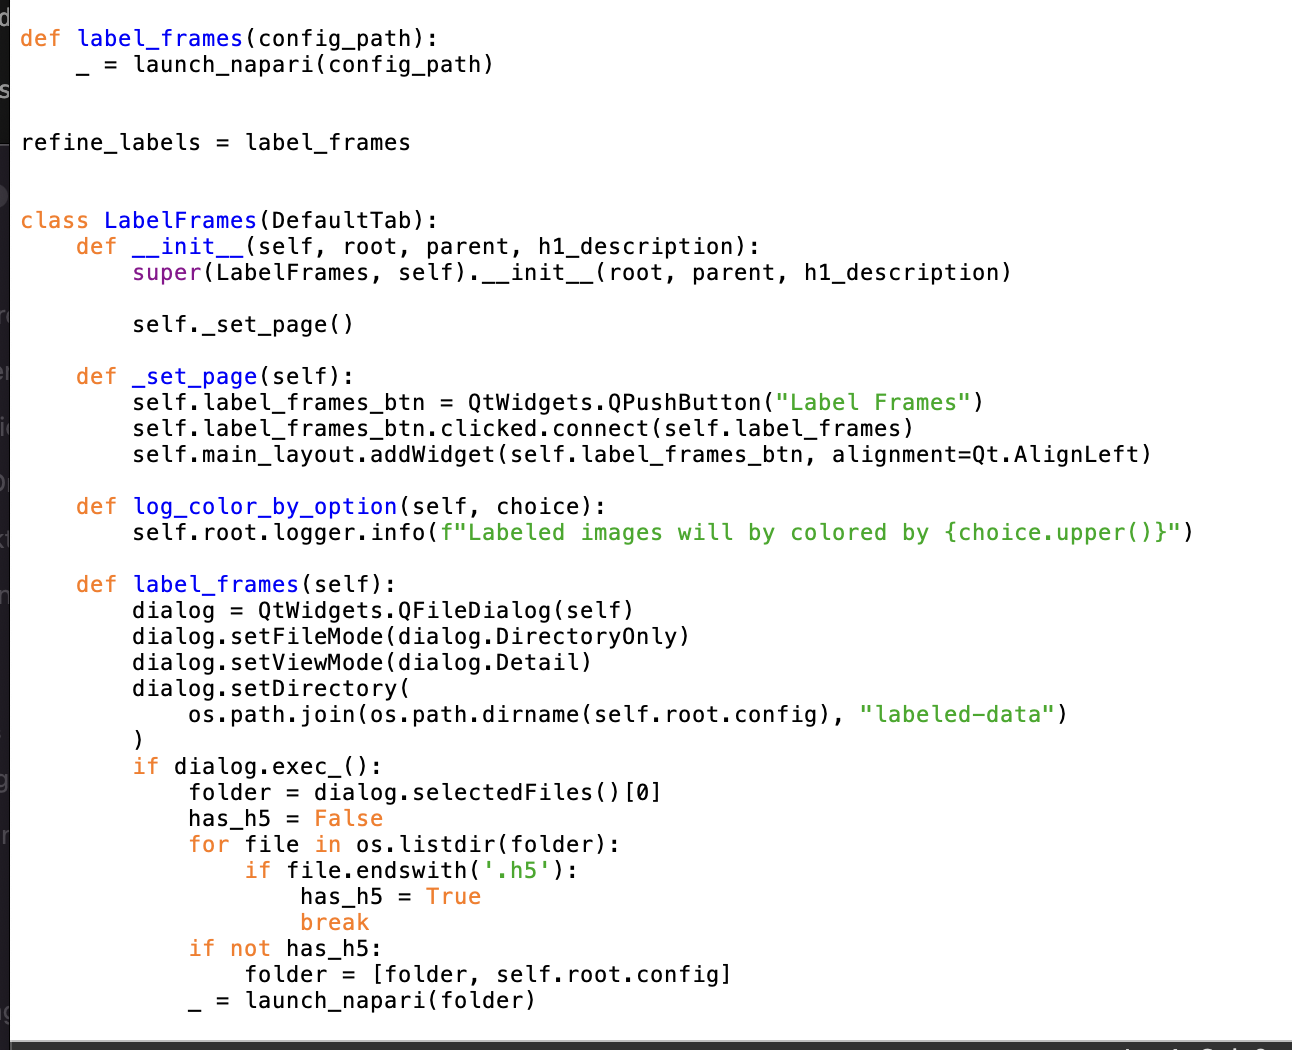 def label_frames(config_path):
    _ = launch_napari(config_path)
refine_labels = label_frames
class LabelFrames(DefaultTab):
    def __init__(self, root, parent, h1_description):
        super(LabelFrames, self).__init__(root, parent, h1_description)
        self._set_page()
    def _set_page(self):
        self.label_frames_btn = QtWidgets.QPushButton("Label Frames")
        self.label_frames_btn.clicked.connect(self.label_frames)
        self.main_layout.addWidget(self.label_frames_btn, alignment=Qt.AlignLeft)
    def log_color_by_option(self, choice):
        self.root.logger.info(f"Labeled images will by colored by {choice.upper()}")
    def label_frames(self):
        dialog = QtWidgets.QFileDialog(self)
        dialog.setFileMode(dialog.DirectoryOnly)
        dialog.setViewMode(dialog.Detail)
        dialog.setDirectory(
            os.path.join(os.path.dirname(self.root.config), "labeled-data")
        )
        if dialog.exec_():
            folder = dialog.selectedFiles()[0]
            has_h5 = False
            for file in os.listdir(folder):
                if file.endswith('.h5'):
                    has_h5 = True
                    break
            if not has_h5:
                folder = [folder, self.root.config]
            _ = launch_napari(folder)